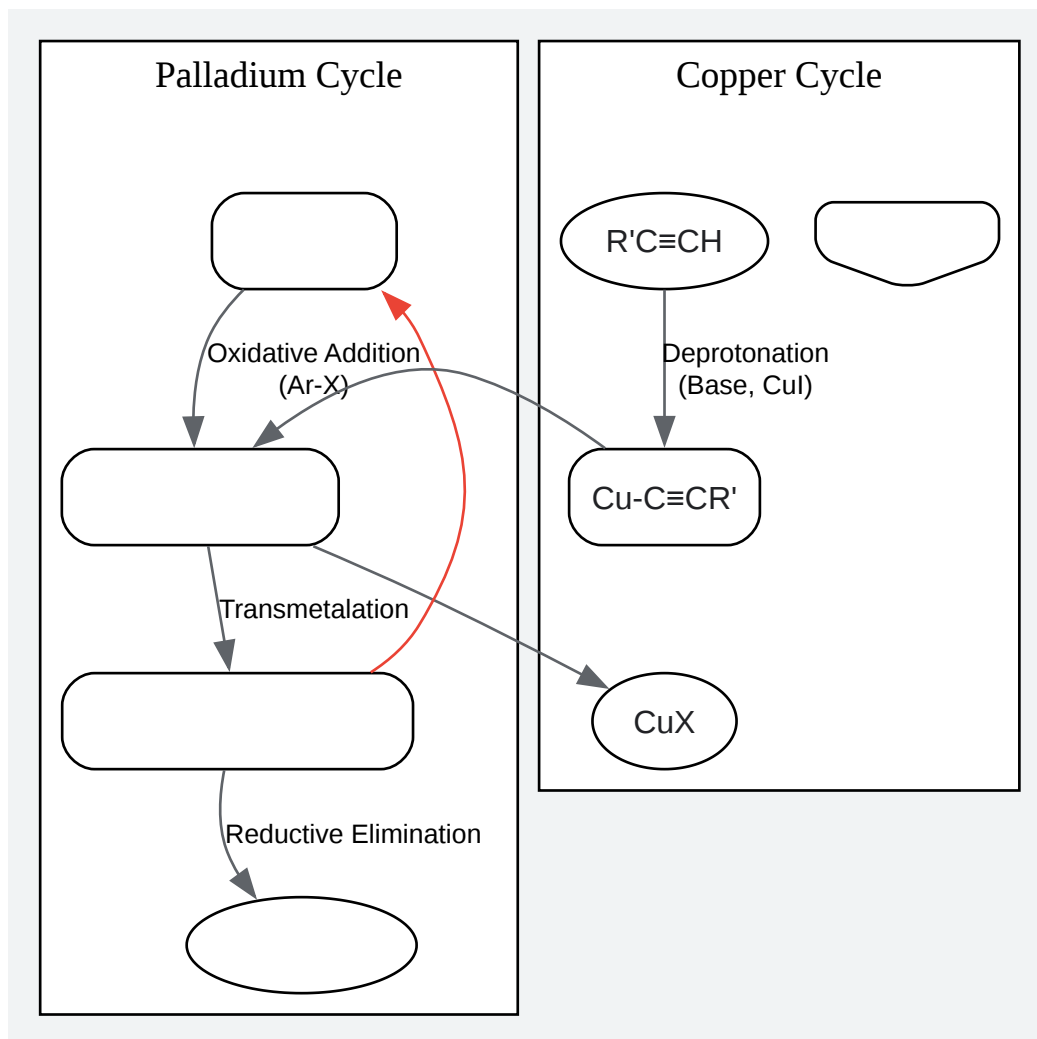 Palladium Cycle
Copper Cycle
R'C≡CH
Oxidative Addition
(Ar-X)
Deprotonation
(Base, CuI)
Cu-C≡CR'
Transmetalation
CuX
Reductive Elimination